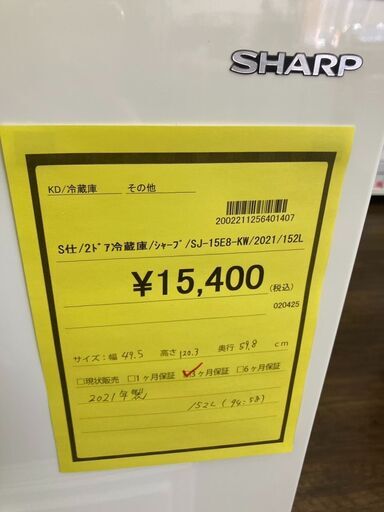 SHARP
KD/冷蔵庫 その他
2002211256401407
S仕/2ﾄﾞｱ冷蔵庫/ｼｬｰﾌﾟ/SJ-15E8-KW/2021/152L
¥15,400(税込)
020425
サイズ:幅 49.5 高さ 120.3 奥行 59.8 cm
□現状販売 □1ヶ月保証 ☑3ヶ月保証 □6ヶ月保証
2021年製
152L (94:58)